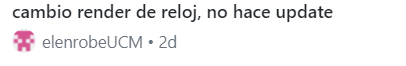 cambio render de reloj, no hace update
elenrobeUCM • 2d